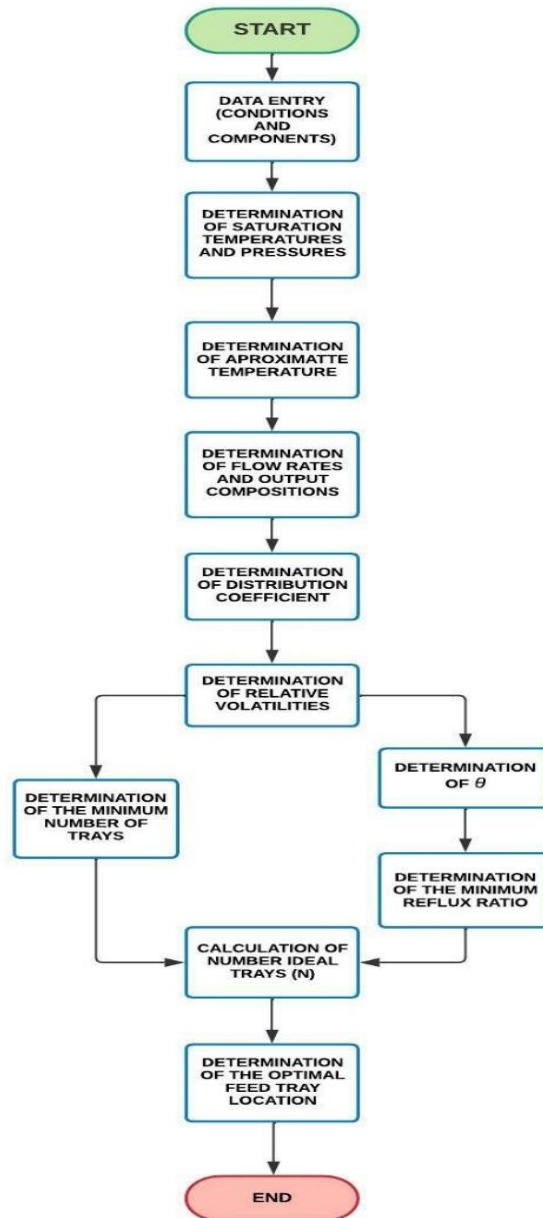 START
DATA ENTRY
(CONDITIONS
AND
COMPONENTS)
DETERMINATION
OF SATURATION
TEMPERATURES
AND PRESSURES
DETERMINATION
OF APROXIMATTE
TEMPERATURE
DETERMINATION
OF FLOW RATES
AND OUTPUT
COMPOSITIONS
DETERMINATION
OF DISTRIBUTION
COEFFICIENT
DETERMINATION
OF RELATIVE
VOLATILITIES
DETERMINATION
OF THE MINIMUM
NUMBER OF
TRAYS
DETERMINATION
OF θ
DETERMINATION
OF THE MINIMUM
REFLUX RATIO
CALCULATION OF
NUMBER IDEAL
TRAYS (N)
DETERMINATION
OF THE OPTIMAL
FEED TRAY
LOCATION
END